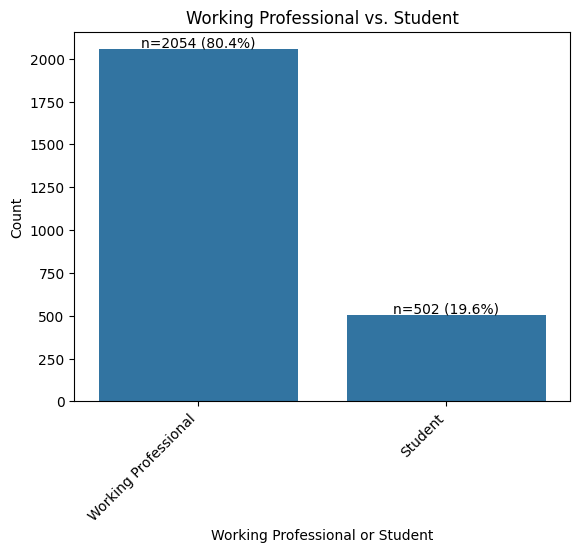 Working Professional vs. Student
n=2054 (80.4%)
n=502 (19.6%)
Count
2000
1750
1500
1250
1000
750
500
250
0
Working Professional
Student
Working Professional or Student